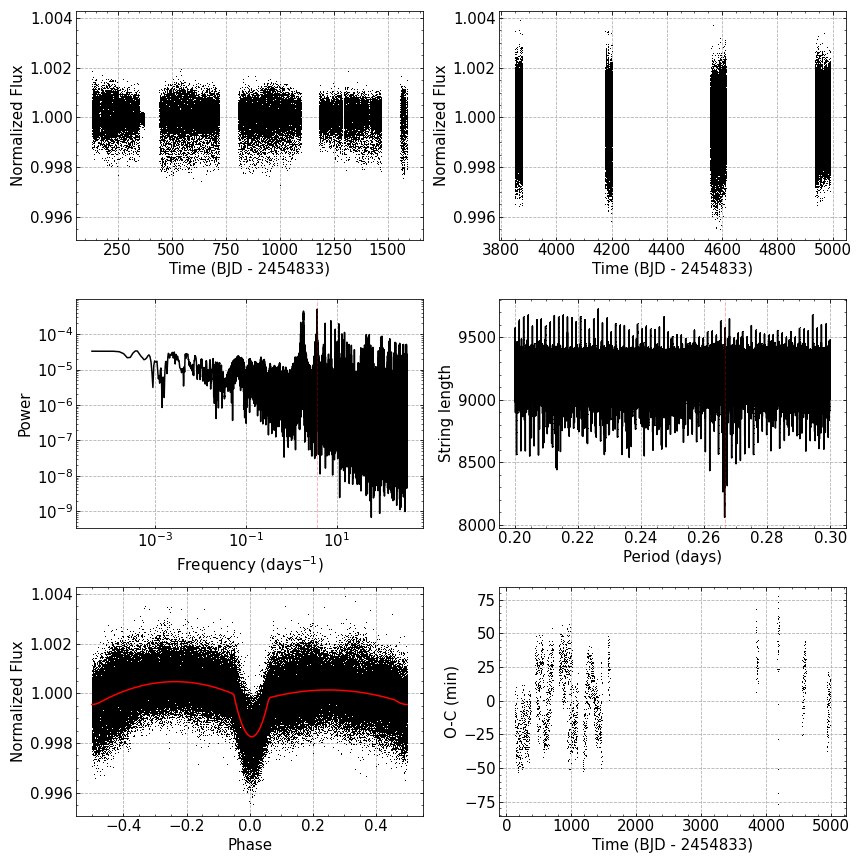 1.004
1.002
1.000
0.998
0.996
Normalized Flux
250 500 750 1000 1250 1500
Time (BJD - 2454833)
1.004
1.002
1.000
0.998
0.996
Normalized Flux
3800 4000 4200 4400 4600 4800 5000
Time (BJD - 2454833)
10⁻⁴
10⁻⁵
10⁻⁶
10⁻⁷
10⁻⁸
10⁻⁹
Power
10⁻³ 10⁻¹ 10¹
Frequency (days⁻¹)
9500
9000
8500
8000
String length
0.20 0.22 0.24 0.26 0.28 0.30
Period (days)
1.004
1.002
1.000
0.998
0.996
Normalized Flux
−0.4 −0.2 0.0 0.2 0.4
Phase
75
50
25
0
−25
−50
−75
O-C (min)
0 1000 2000 3000 4000 5000
Time (BJD - 2454833)